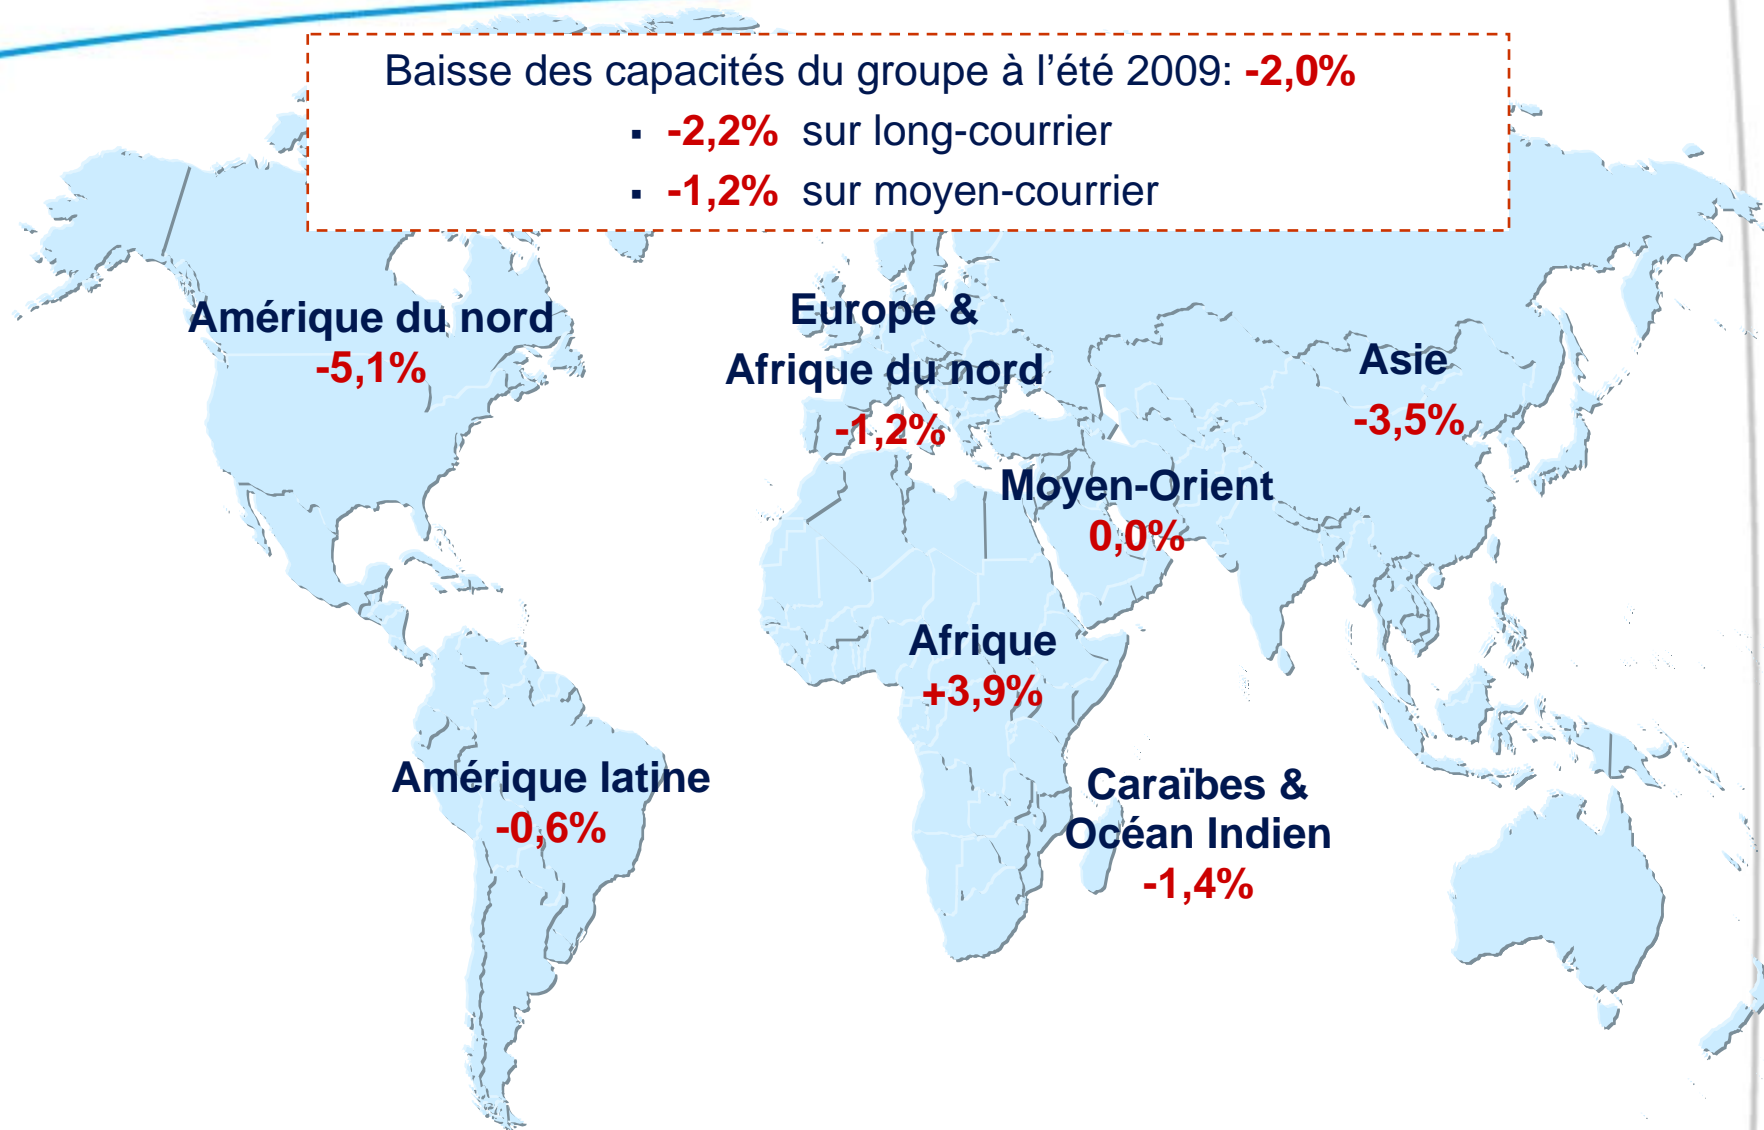 Baisse des capacités du groupe à l’été 2009: -2,0%
▪ -2,2% sur long-courrier
▪ -1,2% sur moyen-courrier
Amérique du nord
-5,1%
Europe &
Afrique du nord
-1,2%
Asie
-3,5%
Moyen-Orient
0,0%
Afrique
+3,9%
Amérique latine
-0,6%
Caraïbes &
Océan Indien
-1,4%